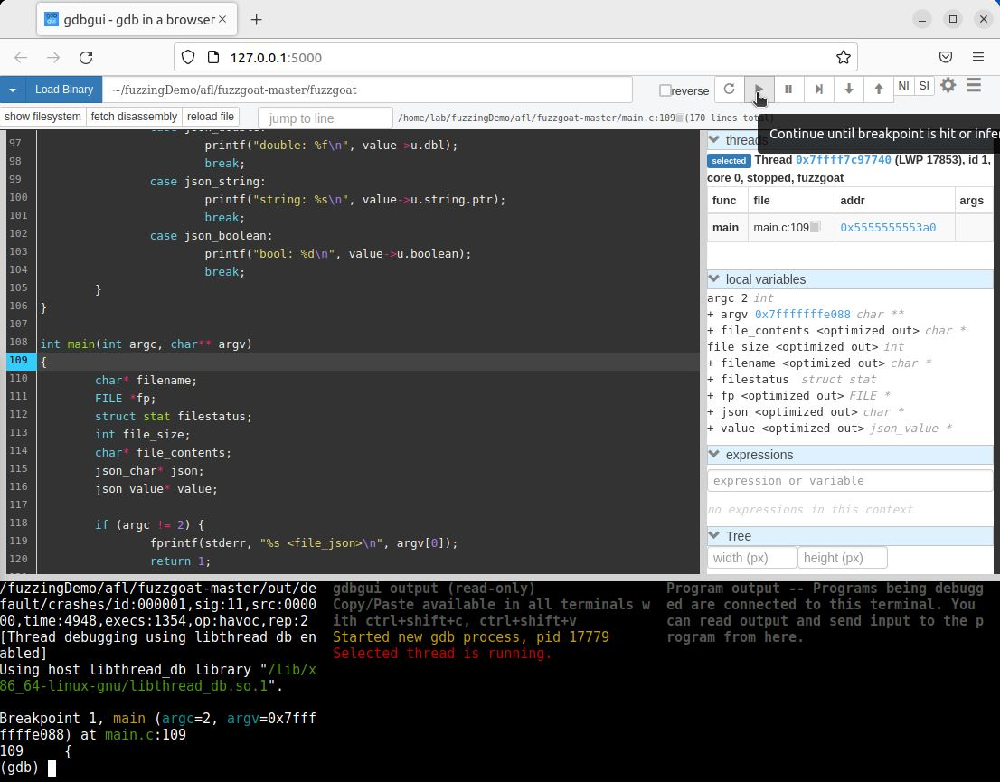 gdbgui - gdb in a browser
127.0.0.1:5000
Load Binary
~/fuzzingDemo/afl/fuzzgoat-master/fuzzgoat
reverse
NI
SI
show filesystem
fetch disassembly
reload file
jump to line
/home/lab/fuzzingDemo/afl/fuzzgoat-master/main.c:109 (170 lines total)
Continue until breakpoint is hit or infer
97 printf("double: %f\n", value->u.dbl);
98 break;
99 case json_string:
100 printf("string: %s\n", value->u.string.ptr);
101 break;
102 case json_boolean:
103 printf("bool: %d\n", value->u.boolean);
104 break;
105 }
106 }
107
108 int main(int argc, char** argv)
109 {
110 char* filename;
111 FILE *fp;
112 struct stat filestatus;
113 int file_size;
114 char* file_contents;
115 json_char* json;
116 json_value* value;
117
118 if (argc != 2) {
119 fprintf(stderr, "%s <file_json>\n", argv[0]);
120 return 1;
threads
selected Thread 0x7ffff7c97740 (LWP 17853), id 1,
core 0, stopped, fuzzgoat
func file addr args
main main.c:109 0x5555555553a0
local variables
argc 2 int
+ argv 0x7fffffffe088 char **
+ file_contents <optimized out> char *
file_size <optimized out> int
+ filename <optimized out> char *
+ filestatus struct stat
+ fp <optimized out> FILE *
+ json <optimized out> char *
+ value <optimized out> json_value *
expressions
expression or variable
no expressions in this context
Tree
width (px)
height (px)
/fuzzingDemo/afl/fuzzgoat-master/out/de
fault/crashes/id:000001,sig:11,src:0000
00,time:4948,execs:1354,op:havoc,rep:2
[Thread debugging using libthread_db en
abled]
Using host libthread_db library "/lib/x
86_64-linux-gnu/libthread_db.so.1".
Breakpoint 1, main (argc=2, argv=0x7fff
ffffe088) at main.c:109
109 {
(gdb)
gdbgui output (read-only)
Copy/Paste available in all terminals w
ith ctrl+shift+c, ctrl+shift+v
Started new gdb process, pid 17779
Selected thread is running.
Program output -- Programs being debugg
ed are connected to this terminal. You
can read output and send input to the p
rogram from here.